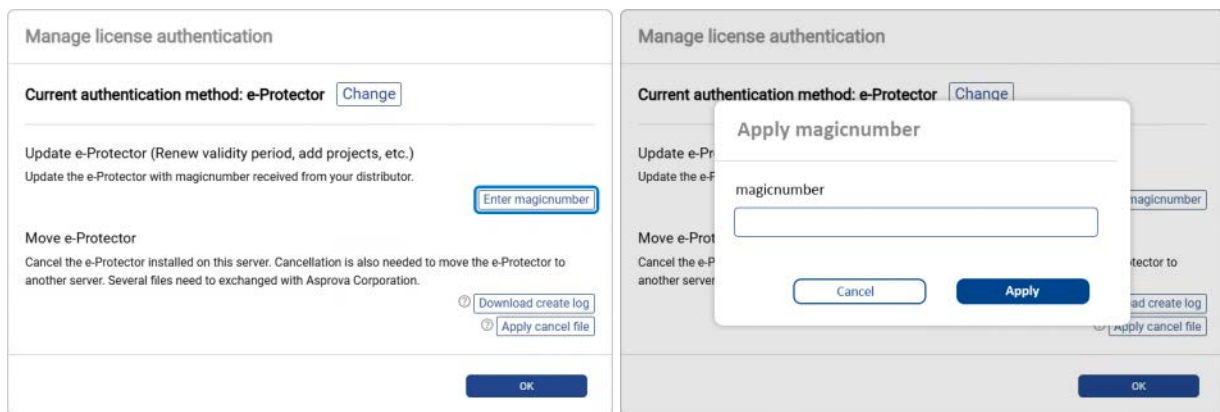 Manage license authentication
Current authentication method: e-Protector Change
Update e-Protector (Renew validity period, add projects, etc.)
Update the e-Protector with magicnumber received from your distributor.
Enter magicnumber
Move e-Protector
Cancel the e-Protector installed on this server. Cancellation is also needed to move the e-Protector to
another server. Several files need to exchanged with Asprova Corporation.
Download create log
Apply cancel file
OK
Manage license authentication
Current authentication method: e-Protector Change
Apply magicnumber
Update e-Pr
Update the e-P
magicnumber
magicnumber
Move e-Prot
Cancel the e-P
otector to
another server
Cancel
Apply
ad create log
Apply cancel file
OK